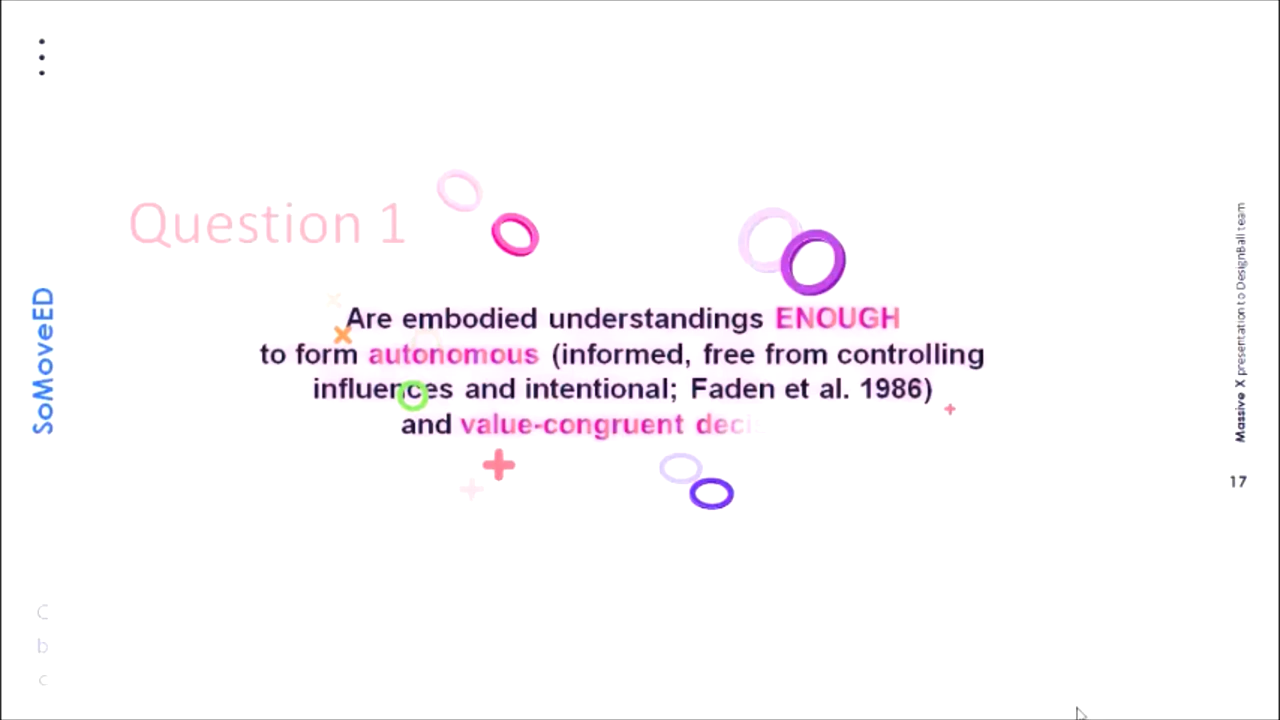 Question 1
Are embodied understandings ENOUGH
to form autonomous (informed, free from controlling
influences and intentional; Faden et al. 1986)
and value-congruent deci
SoMoveED
Massive X presentation to DesignBall team
17
C
b
c